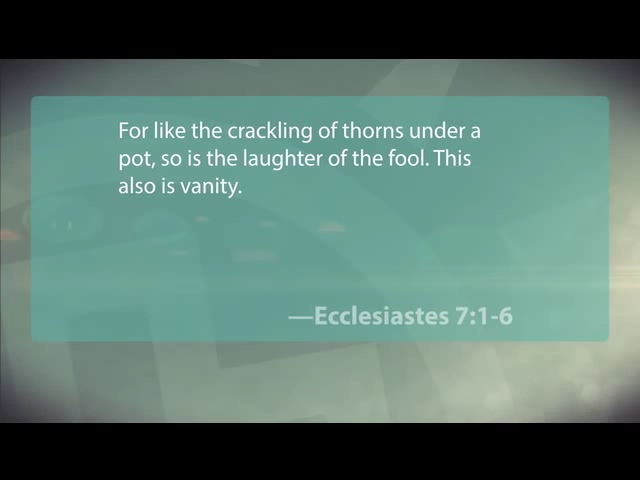 For like the crackling of thorns under a
pot, so is the laughter of the fool. This
also is vanity.
—Ecclesiastes 7:1-6